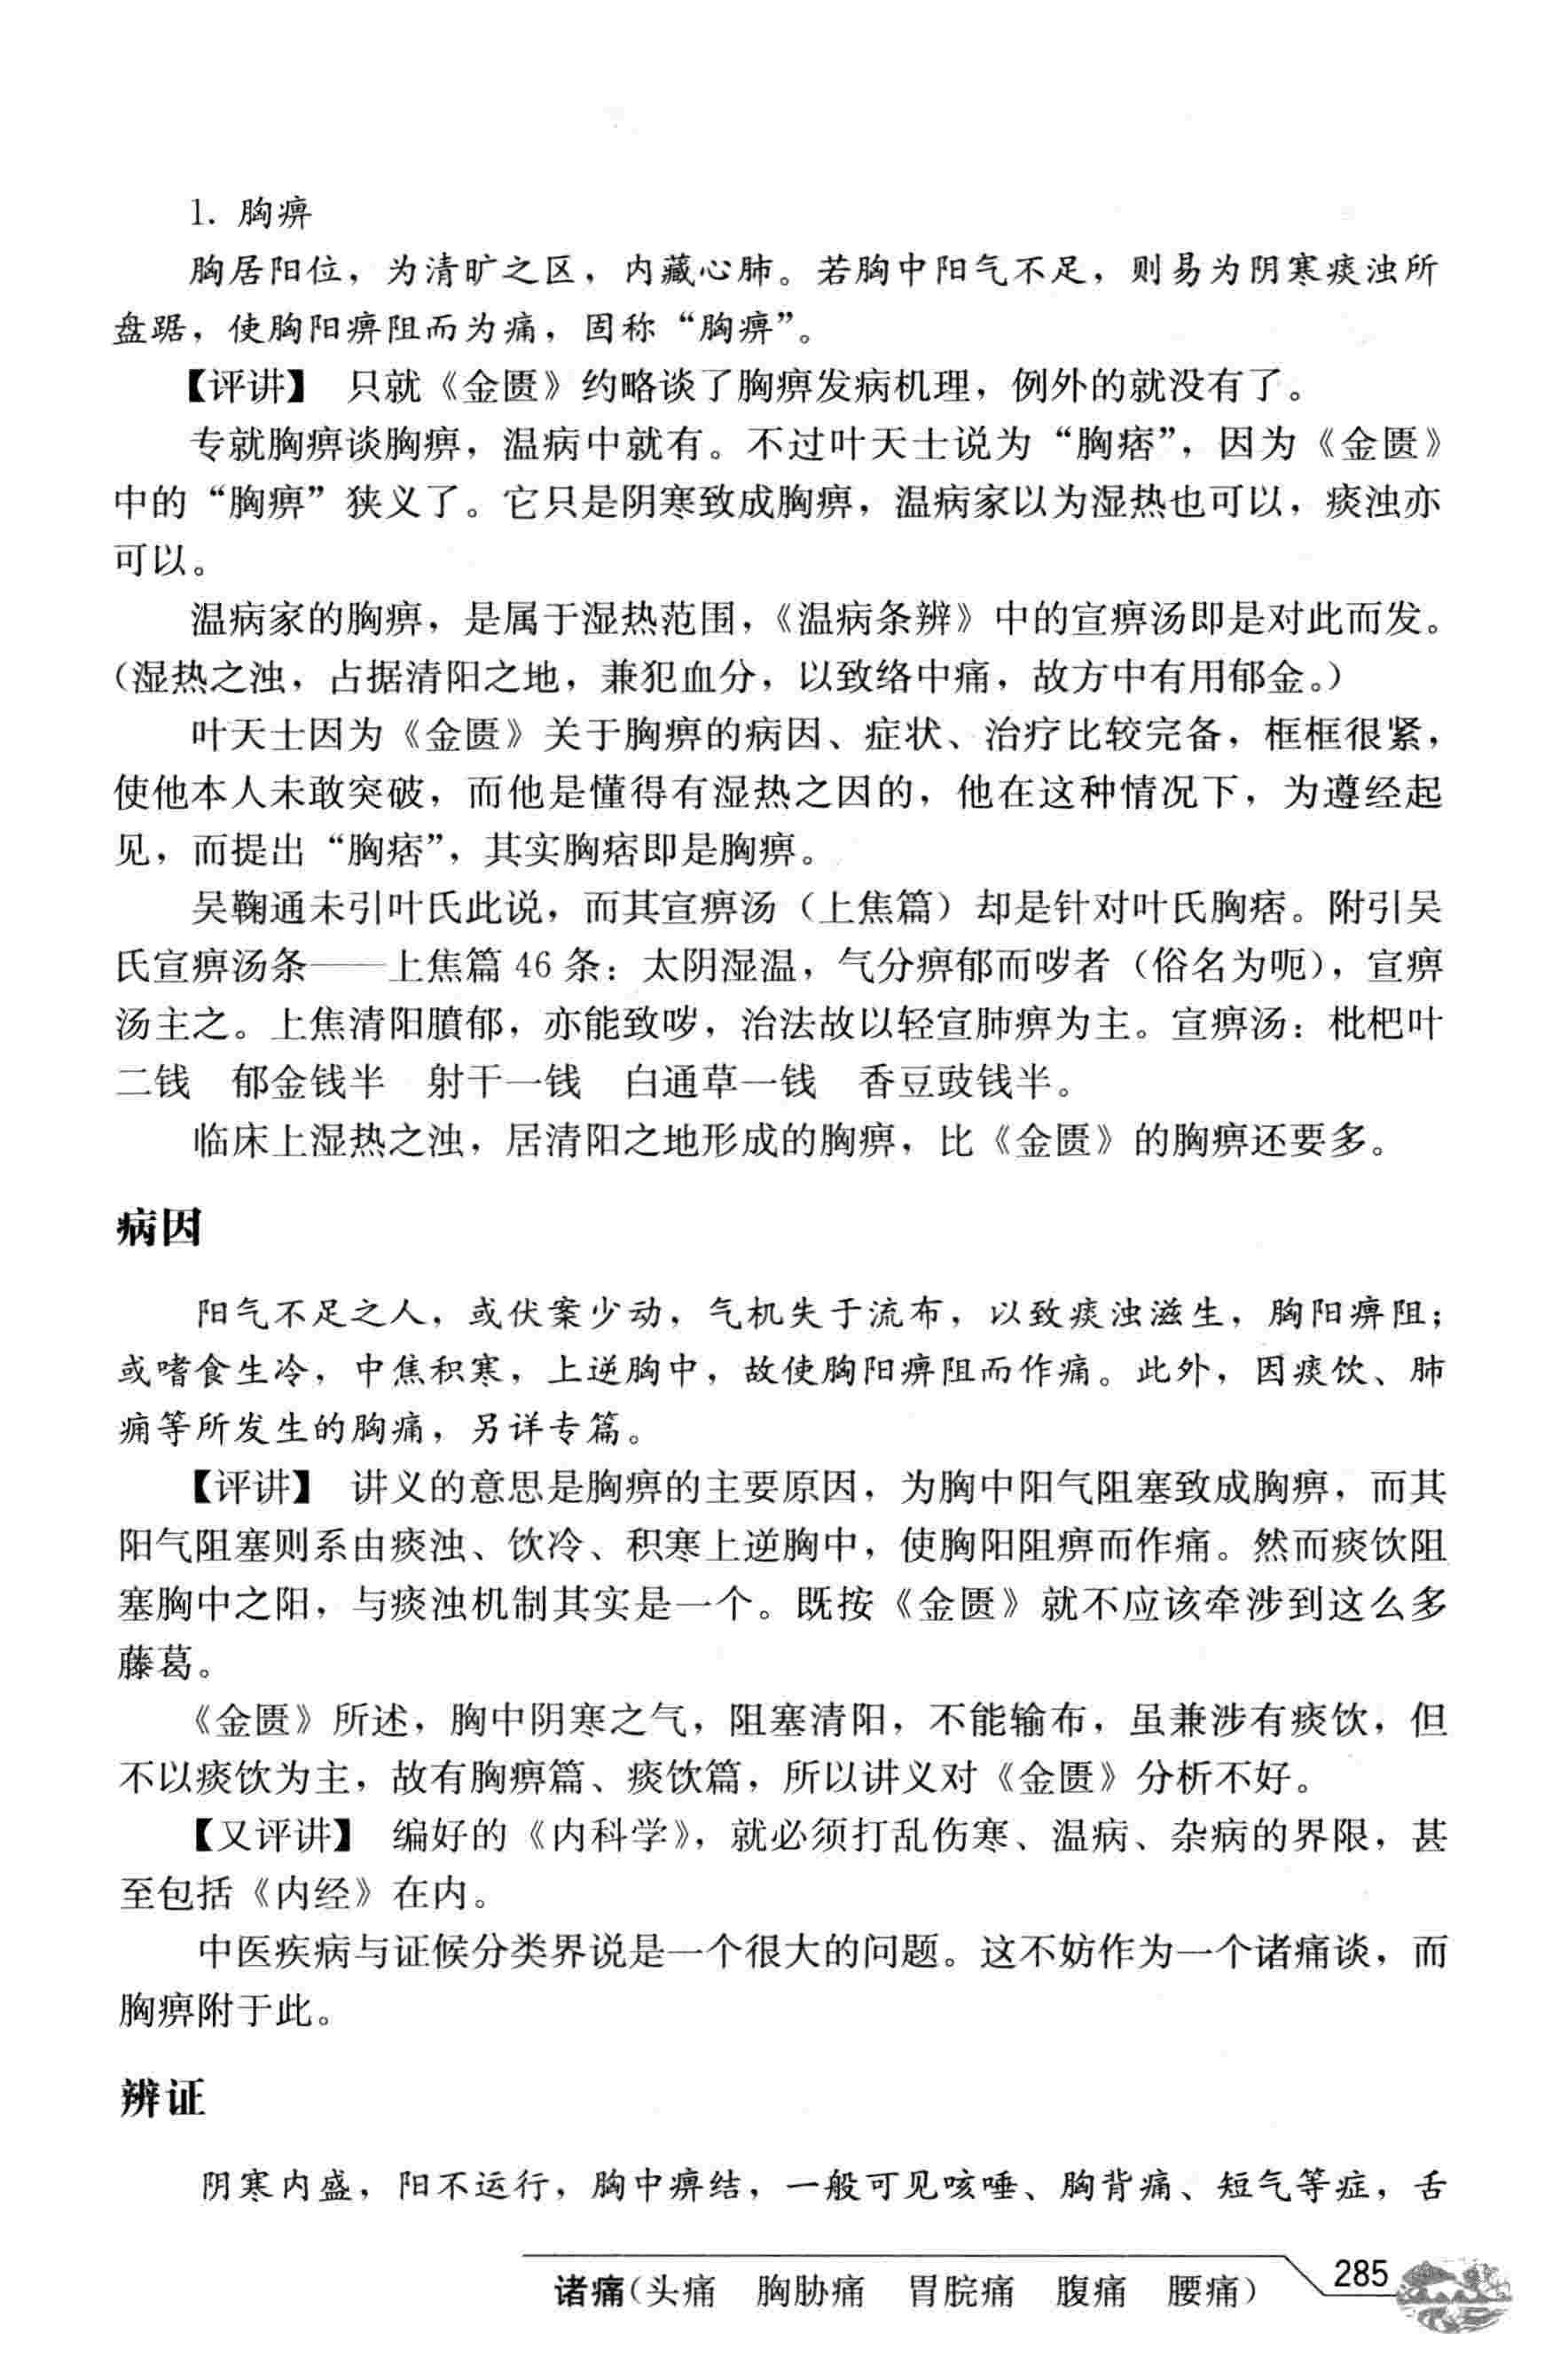 1. 胸痹
胸居阳位，为清旷之区，内藏心肺。若胸中阳气不足，则易为阴寒痰浊所
盘踞，使胸阳痹阻而为痛，固称“胸痹”。
【评讲】 只就《金匮》约略谈了胸痹发病机理，例外的就没有了。
专就胸痹谈胸痹，温病中就有。不过叶天士说为“胸痞”，因为《金匮》
中的“胸痹”狭义了。它只是阴寒致成胸痹，温病家以为湿热也可以，痰浊亦
可以。
温病家的胸痹，是属于湿热范围，《温病条辨》中的宣痹汤即是对此而发。
（湿热之浊，占据清阳之地，兼犯血分，以致络中痛，故方中有用郁金。）
叶天士因为《金匮》关于胸痹的病因、症状、治疗比较完备，框框很紧，
使他本人未敢突破，而他是懂得有湿热之因的，他在这种情况下，为遵经起
见，而提出“胸痞”，其实胸痞即是胸痹。
吴鞠通未引叶氏此说，而其宣痹汤（上焦篇）却是针对叶氏胸痞。附引吴
氏宣痹汤条——上焦篇 46 条：太阴湿温，气分痹郁而哕者（俗名为呃），宣痹
汤主之。上焦清阳膹郁，亦能致哕，治法故以轻宣肺痹为主。宣痹汤：枇杷叶
二钱 郁金钱半 射干一钱 白通草一钱 香豆豉钱半。
临床上湿热之浊，居清阳之地形成的胸痹，比《金匮》的胸痹还要多。
病因
阳气不足之人，或伏案少动，气机失于流布，以致痰浊滋生，胸阳痹阻；
或嗜食生冷，中焦积寒，上逆胸中，故使胸阳痹阻而作痛。此外，因痰饮、肺
痈等所发生的胸痛，另详专篇。
【评讲】 讲义的意思是胸痹的主要原因，为胸中阳气阻塞致成胸痹，而其
阳气阻塞则系由痰浊、饮冷、积寒上逆胸中，使胸阳阻痹而作痛。然而痰饮阻
塞胸中之阳，与痰浊机制其实是一个。既按《金匮》就不应该牵涉到这么多
藤葛。
《金匮》所述，胸中阴寒之气，阻塞清阳，不能输布，虽兼涉有痰饮，但
不以痰饮为主，故有胸痹篇、痰饮篇，所以讲义对《金匮》分析不好。
【又评讲】 编好的《内科学》，就必须打乱伤寒、温病、杂病的界限，甚
至包括《内经》在内。
中医疾病与证候分类界说是一个很大的问题。这不妨作为一个诸痛谈，而
胸痹附于此。
辨证
阴寒内盛，阳不运行，胸中痹结，一般可见咳唾、胸背痛、短气等症，舌
诸痛（头痛 胸胁痛 胃脘痛 腹痛 腰痛）
285